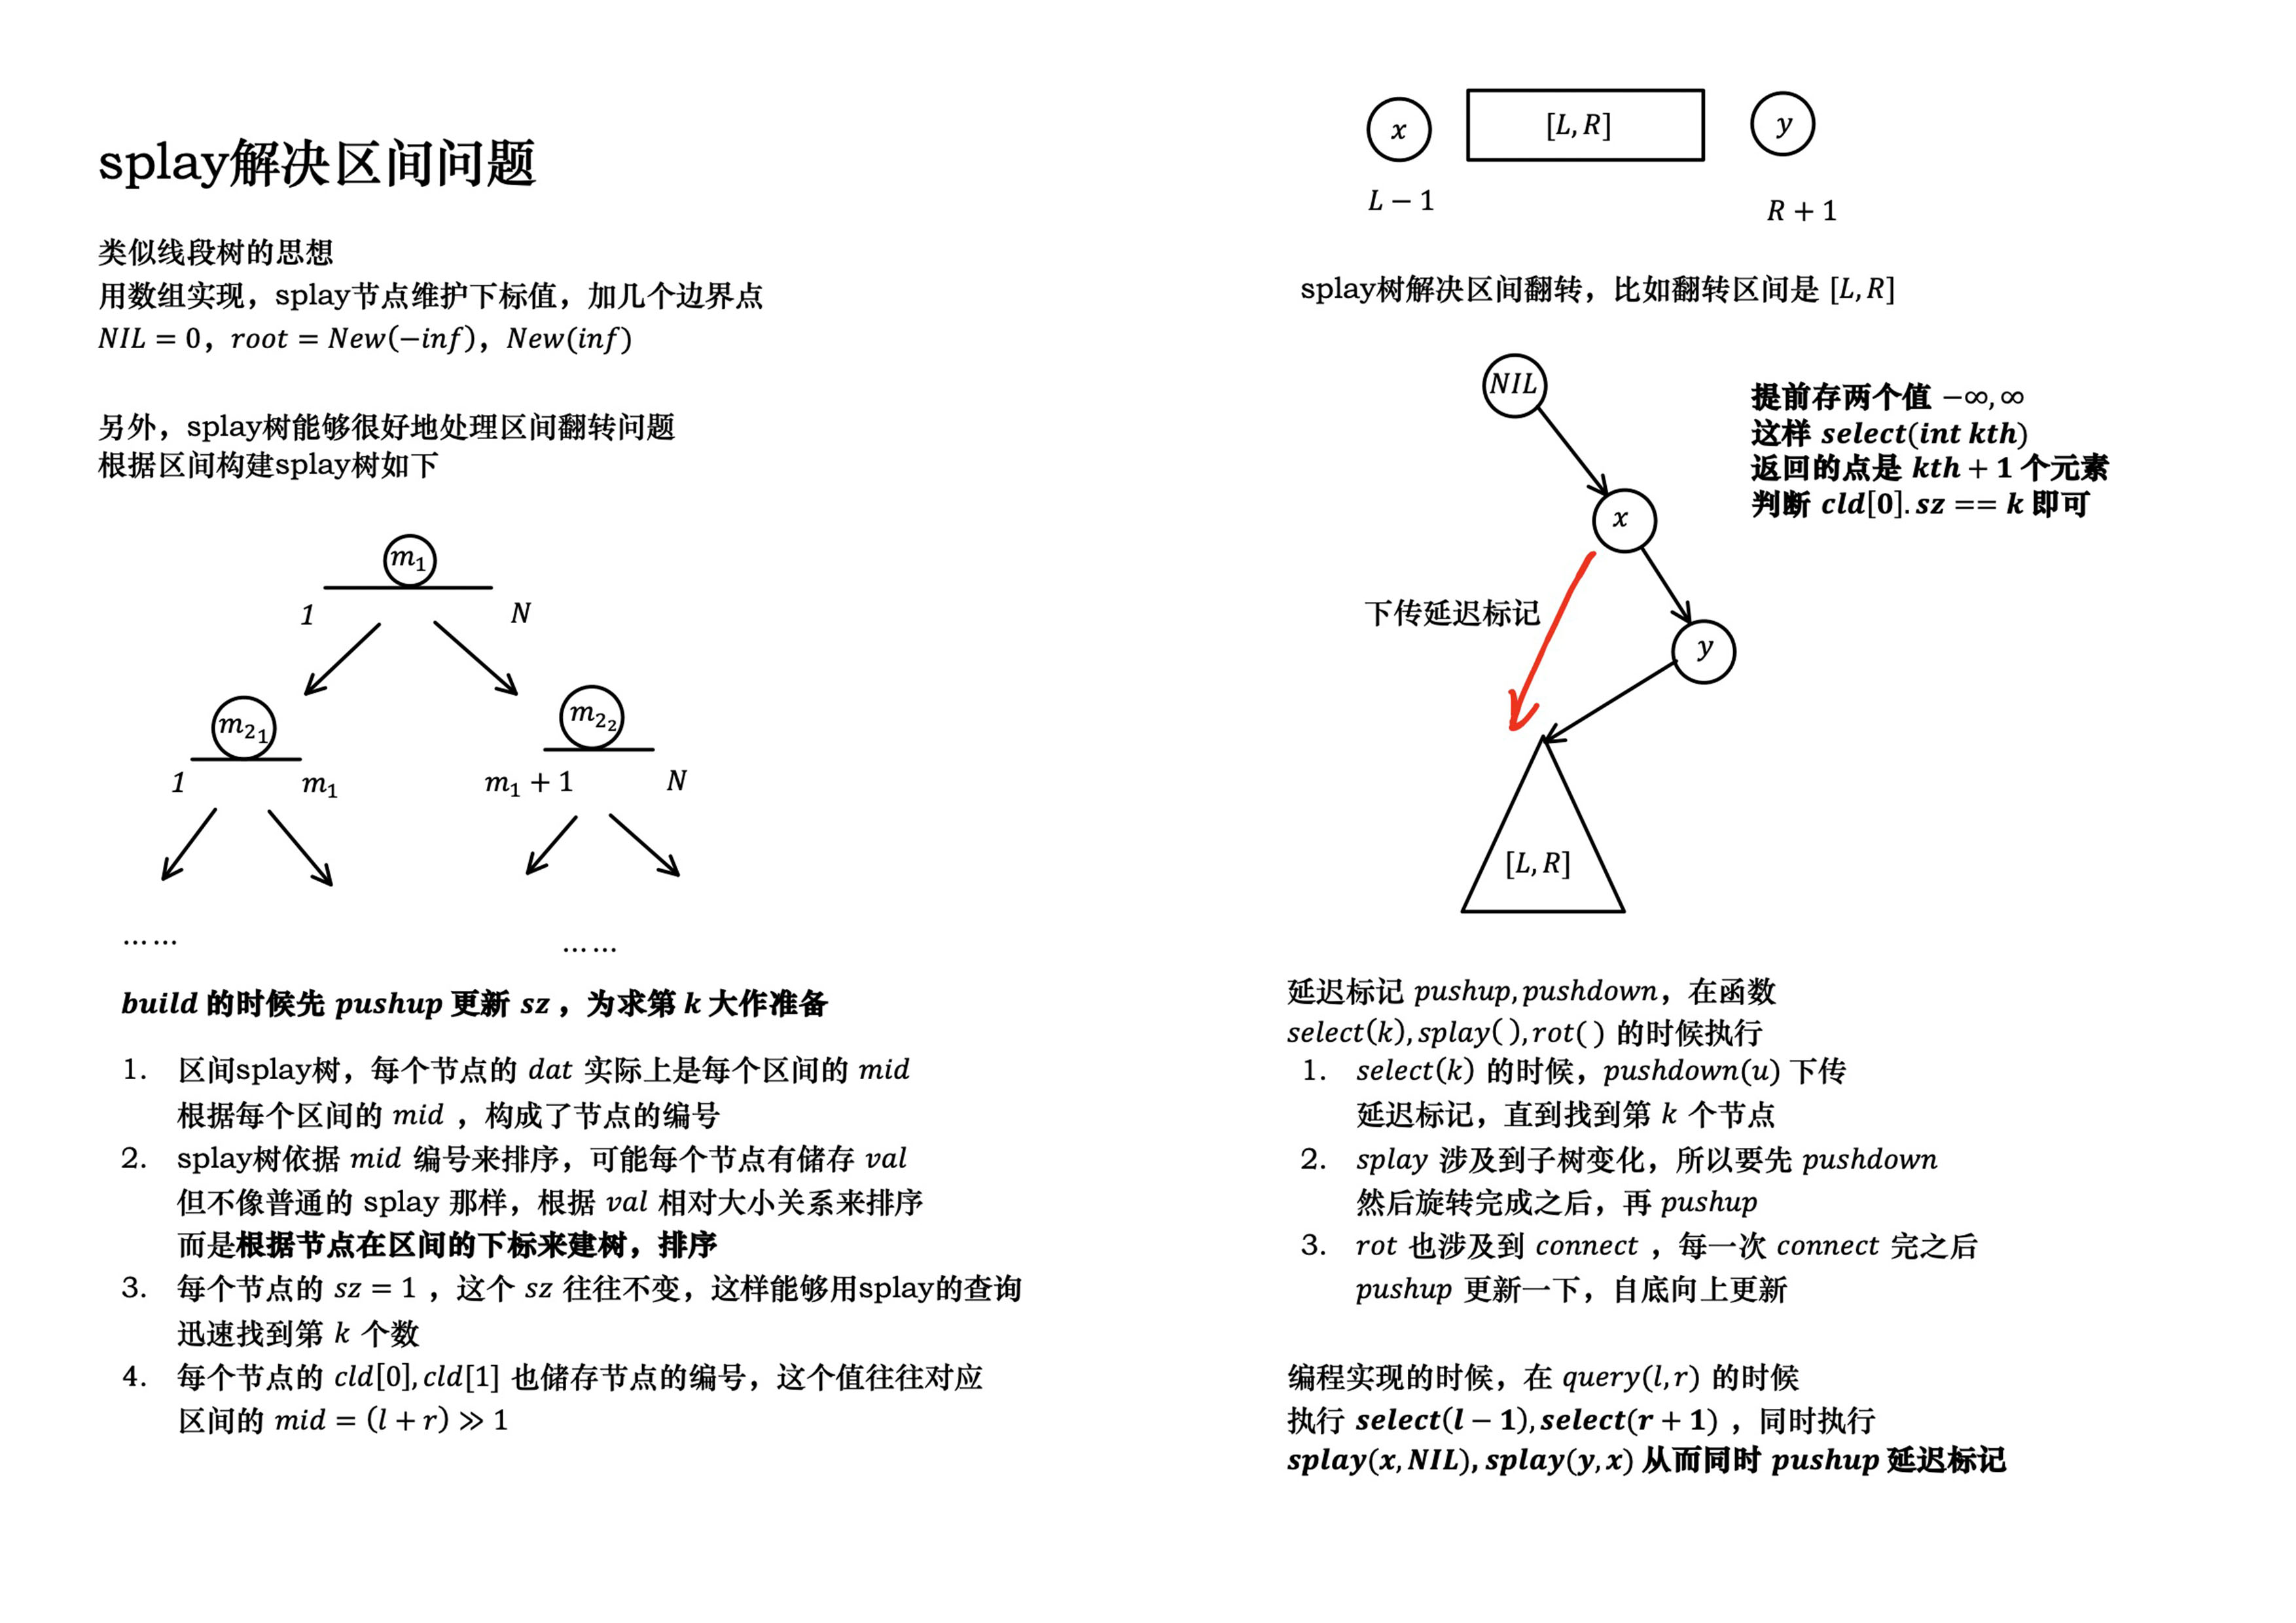 splay解决区间问题
类似线段树的思想
用数组实现，splay节点维护下标值，加几个边界点
NIL = 0，root = New(−inf)，New(inf)
另外，splay树能够很好地处理区间翻转问题
根据区间构建splay树如下
m₁
1
N
m₂₁
1
m₁
m₂₂
m₁ + 1
N
……
……
build 的时候先 pushup 更新 sz ，为求第 k 大作准备
1. 区间splay树，每个节点的 dat 实际上是每个区间的 mid
根据每个区间的 mid ，构成了节点的编号
2. splay树依据 mid 编号来排序，可能每个节点有储存 val
但不像普通的 splay 那样，根据 val 相对大小关系来排序
而是根据节点在区间的下标来建树，排序
3. 每个节点的 sz = 1 ，这个 sz 往往不变，这样能够用splay的查询
迅速找到第 k 个数
4. 每个节点的 cld[0], cld[1] 也储存节点的编号，这个值往往对应
区间的 mid = (l + r) ≫ 1
x
[L, R]
y
L − 1
R + 1
splay树解决区间翻转，比如翻转区间是 [L, R]
NIL
提前存两个值 −∞, ∞
这样 select(int kth)
返回的点是 kth + 1 个元素
判断 cld[0]. sz == k 即可
x
下传延迟标记
y
[L, R]
延迟标记 pushup, pushdown，在函数
select(k), splay( ), rot( ) 的时候执行
1. select(k) 的时候，pushdown(u) 下传
延迟标记，直到找到第 k 个节点
2. splay 涉及到子树变化，所以要先 pushdown
然后旋转完成之后，再 pushup
3. rot 也涉及到 connect ，每一次 connect 完之后
pushup 更新一下，自底向上更新
编程实现的时候，在 query(l, r) 的时候
执行 select(l − 1), select(r + 1) ，同时执行
splay(x, NIL), splay(y, x) 从而同时 pushup 延迟标记